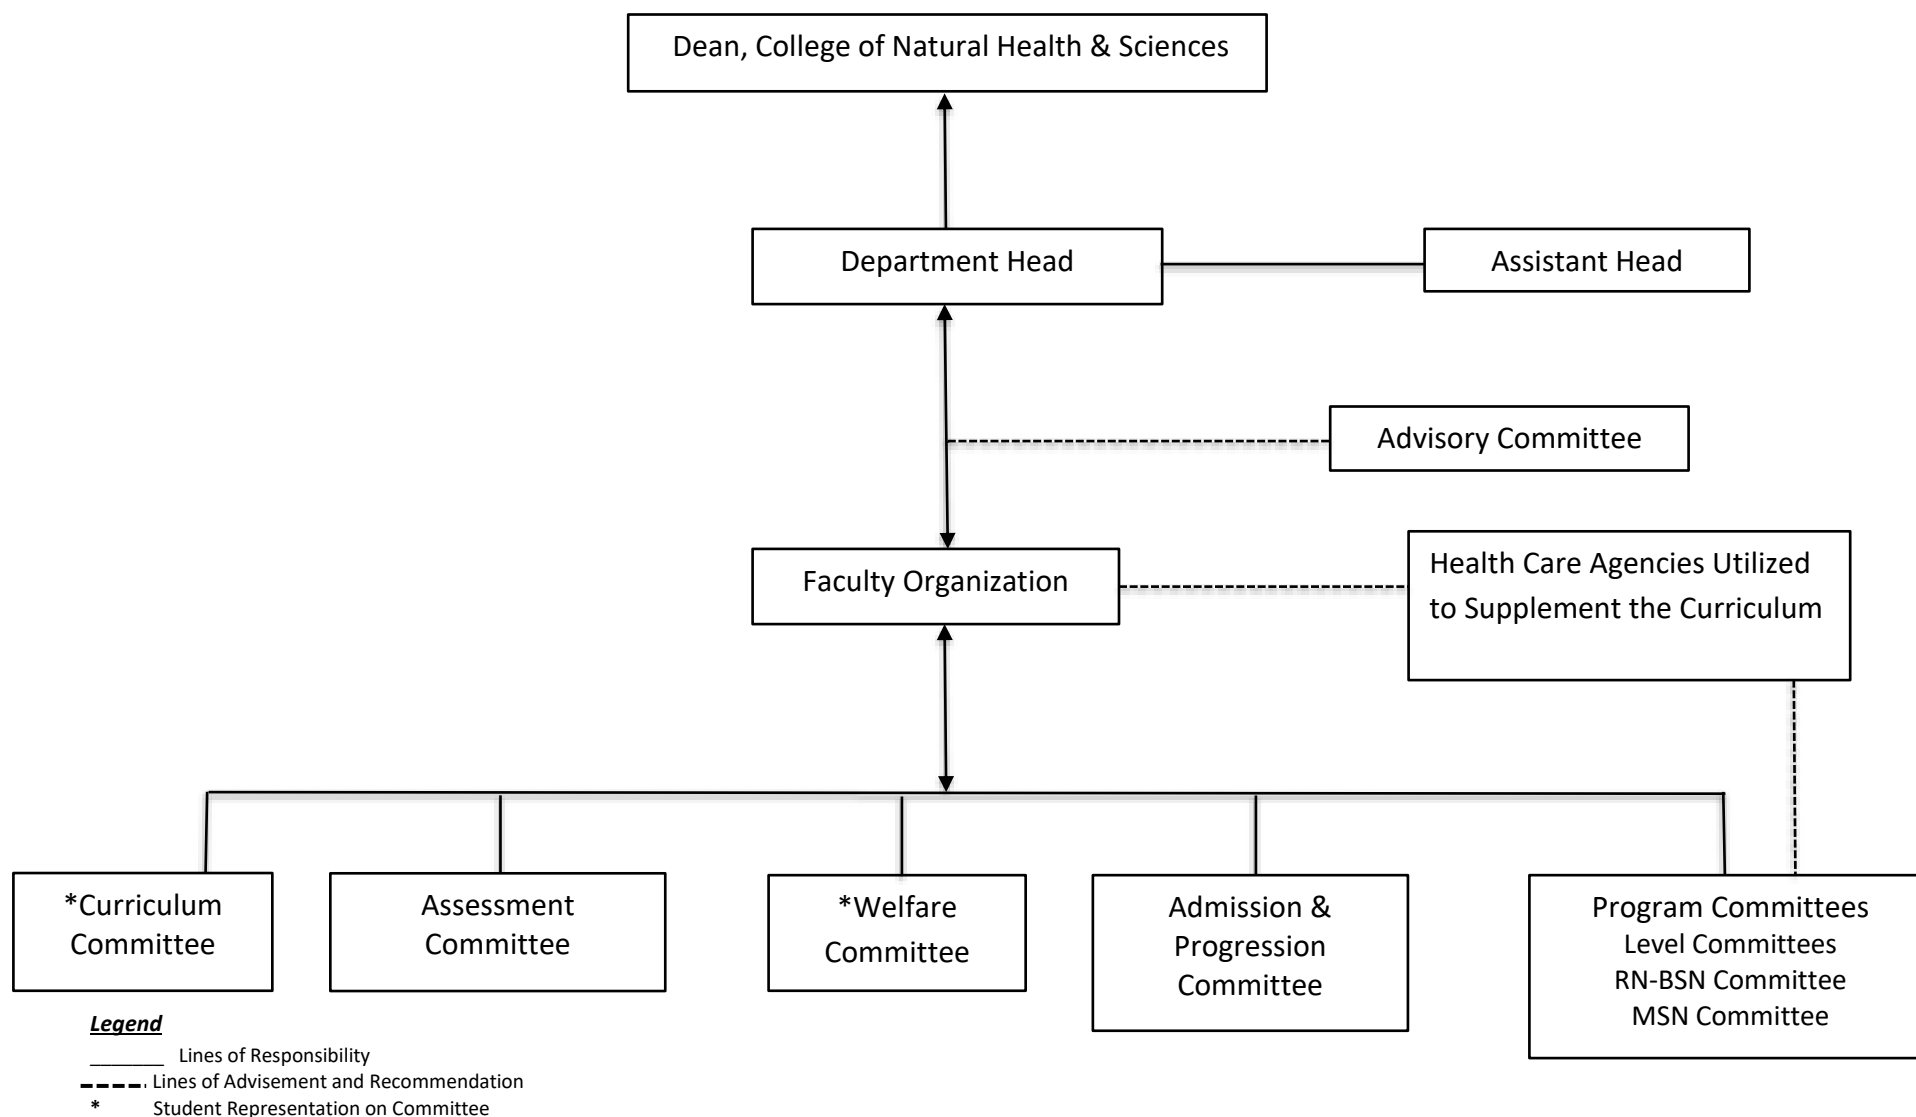 Dean, College of Natural Health & Sciences
Department Head
Assistant Head
Advisory Committee
Faculty Organization
Health Care Agencies Utilized
to Supplement the Curriculum
*Curriculum
Committee
Assessment
Committee
*Welfare
Committee
Admission &
Progression
Committee
Program Committees
Level Committees
RN-BSN Committee
MSN Committee
Legend
_______ Lines of Responsibility
----. Lines of Advisement and Recommendation
* Student Representation on Committee